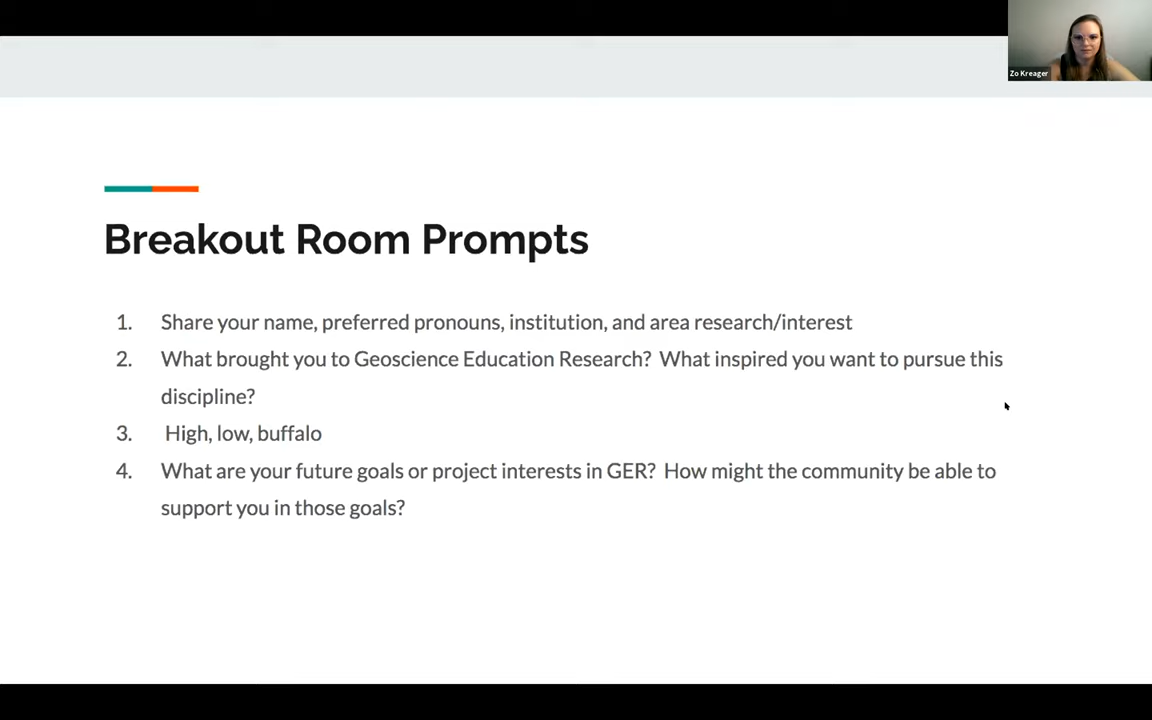 Zo Kreager
Breakout Room Prompts
1. Share your name, preferred pronouns, institution, and area research/interest
2. What brought you to Geoscience Education Research? What inspired you want to pursue this
discipline?
3. High, low, buffalo
4. What are your future goals or project interests in GER? How might the community be able to
support you in those goals?